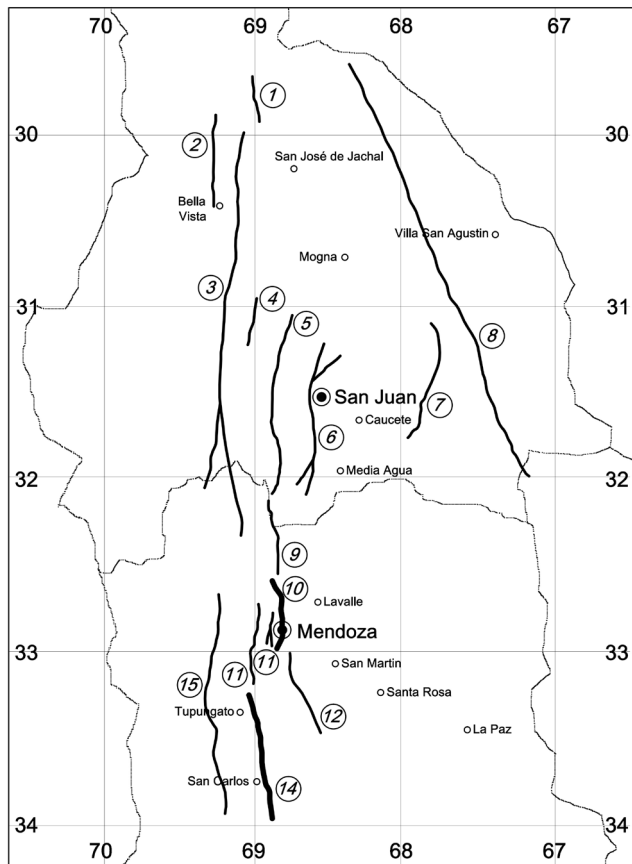 70 69 68 67
1
30 30
2
San José de Jachal
Bella
Vista
Villa San Agustin
Mogna
3
4
31 31
5
8
San Juan
7
Caucete
6
Media Agua
32 32
9
10
Lavalle
Mendoza
33 11 33
San Martin
11
15
Santa Rosa
Tupungato
12
La Paz
San Carlos
14
34 34
70 69 68 67